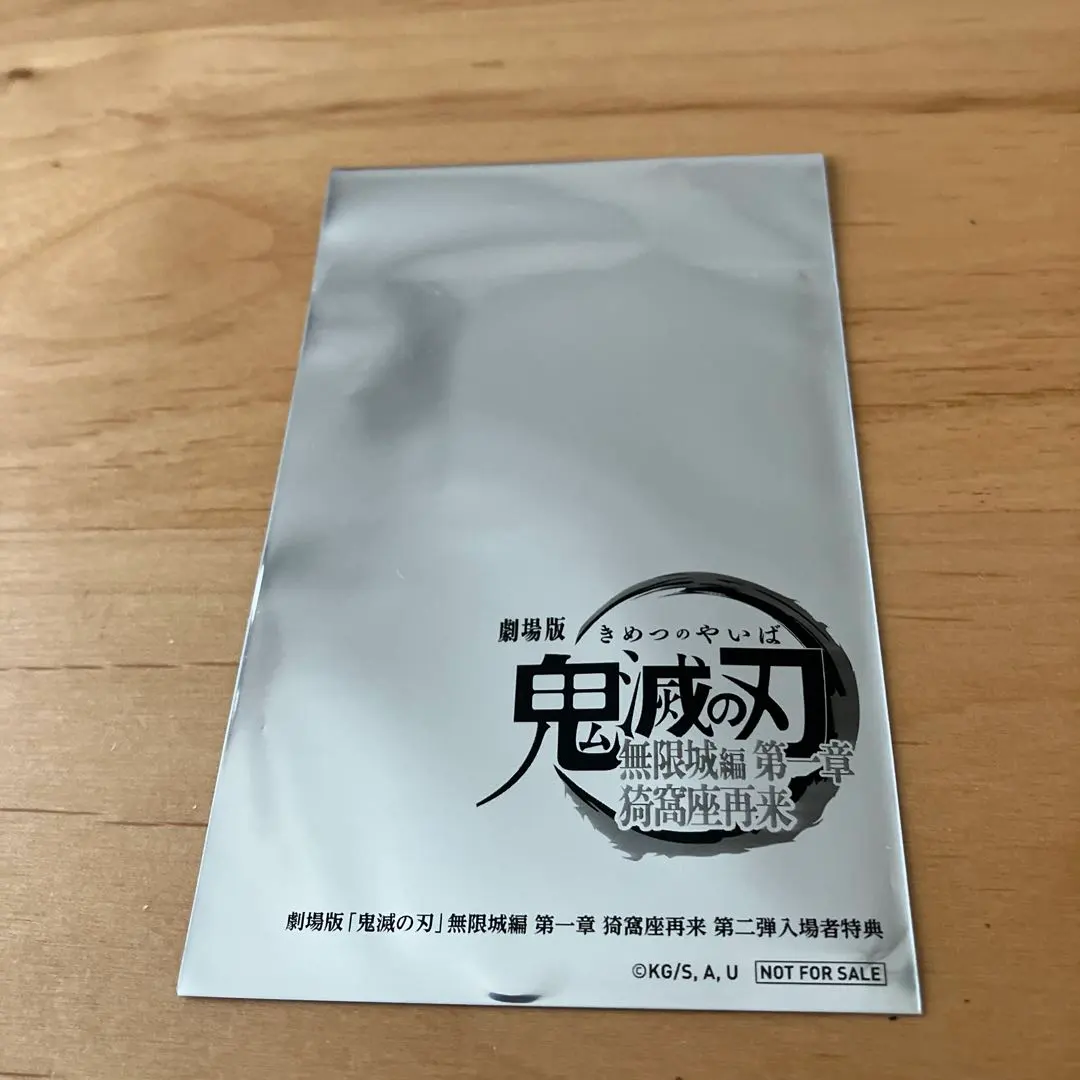 劇場版
きめつのやいば
鬼滅の刃
無限城編 第一章
猗窩座再来
劇場版「鬼滅の刃」無限城編 第一章 猗窩座再来 第二弾入場者特典
©KG/S, A, U NOT FOR SALE